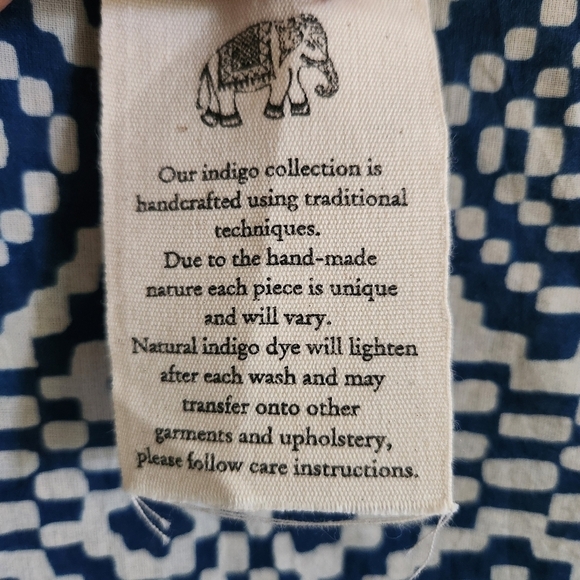 Our indigo collection is
handcrafted using traditional
techniques.
Due to the hand-made
nature each piece is unique
and will vary.
Natural indigo dye will lighten
after each wash and may
transfer onto other
garments and upholstery,
please follow care instructions.